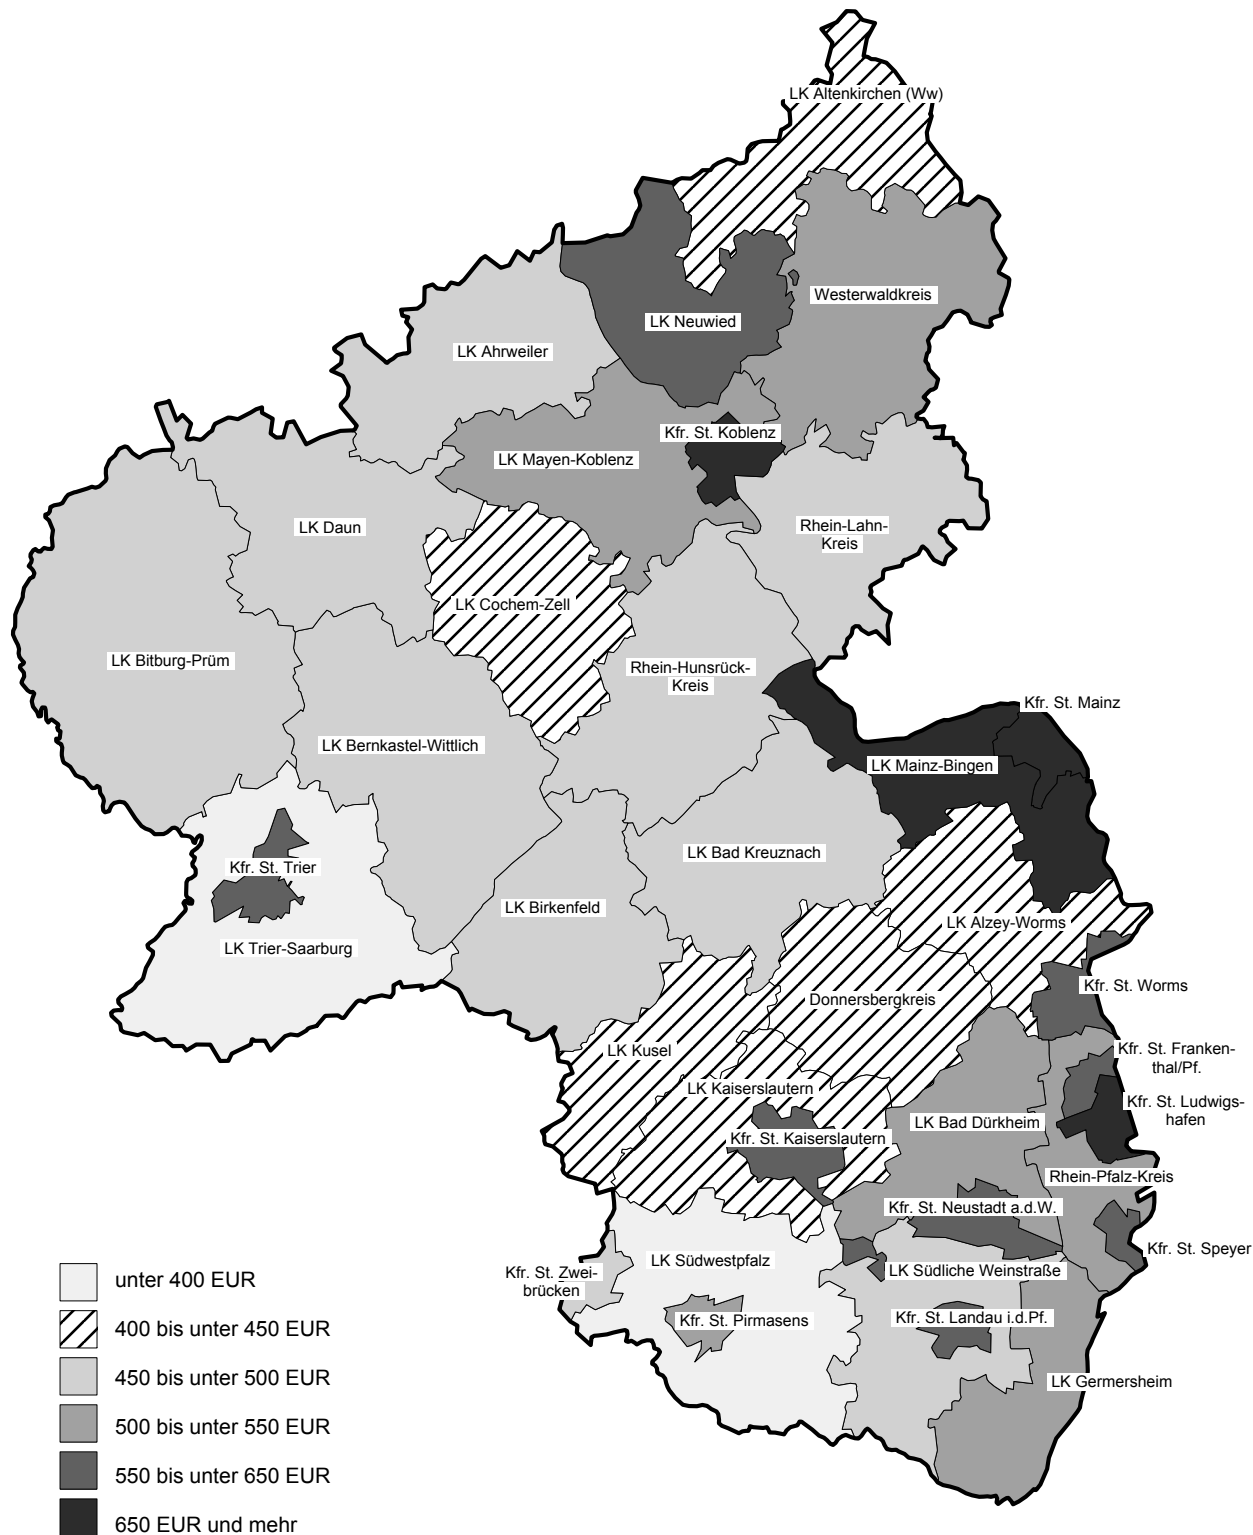 LK Altenkirchen (Ww)
Westerwaldkreis
LK Neuwied
LK Ahrweiler
Kfr. St. Koblenz
LK Mayen-Koblenz
LK Daun
Rhein-Lahn-
Kreis
LK Cochem-Zell
LK Bitburg-Prüm
Rhein-Hunsrück-
Kreis
Kfr. St. Mainz
LK Bernkastel-Wittlich
LK Mainz-Bingen
LK Bad Kreuznach
Kfr. St. Trier
LK Birkenfeld
LK Alzey-Worms
LK Trier-Saarburg
Kfr. St. Worms
Donnersbergkreis
LK Kusel
Kfr. St. Franken-
thal/Pf.
LK Kaiserslautern
Kfr. St. Ludwigs-
hafen
LK Bad Dürkheim
Kfr. St. Kaiserslautern
Rhein-Pfalz-Kreis
Kfr. St. Neustadt a.d.W.
Kfr. St. Speyer
LK Südwestpfalz
LK Südliche Weinstraße
Kfr. St. Zwei-
brücken
Kfr. St. Pirmasens
Kfr. St. Landau i.d.Pf.
LK Germersheim
unter 400 EUR
400 bis unter 450 EUR
450 bis unter 500 EUR
500 bis unter 550 EUR
550 bis unter 650 EUR
650 EUR und mehr